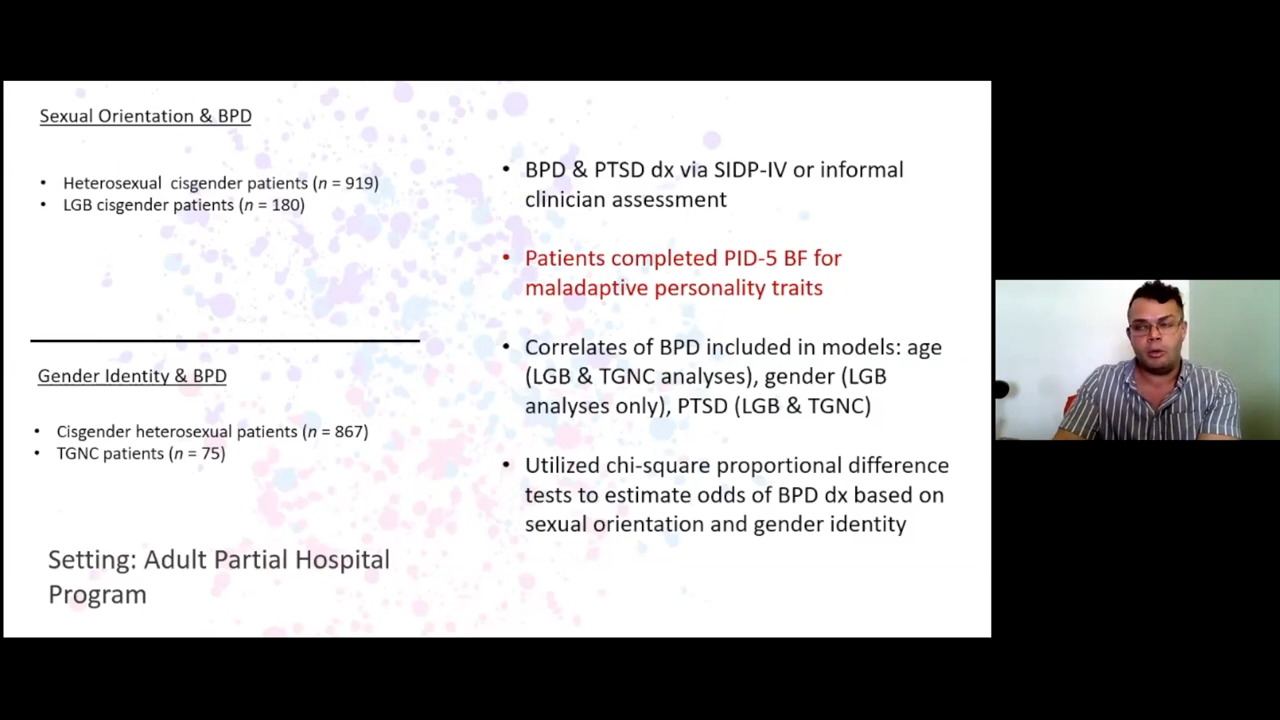 Sexual Orientation & BPD
• Heterosexual cisgender patients (n = 919)
• LGB cisgender patients (n = 180)
Gender Identity & BPD
• Cisgender heterosexual patients (n = 867)
• TGNC patients (n = 75)
Setting: Adult Partial Hospital
Program
• BPD & PTSD dx via SIDP-IV or informal
clinician assessment
• Patients completed PID-5 BF for
maladaptive personality traits
• Correlates of BPD included in models: age
(LGB & TGNC analyses), gender (LGB
analyses only), PTSD (LGB & TGNC)
• Utilized chi-square proportional difference
tests to estimate odds of BPD dx based on
sexual orientation and gender identity